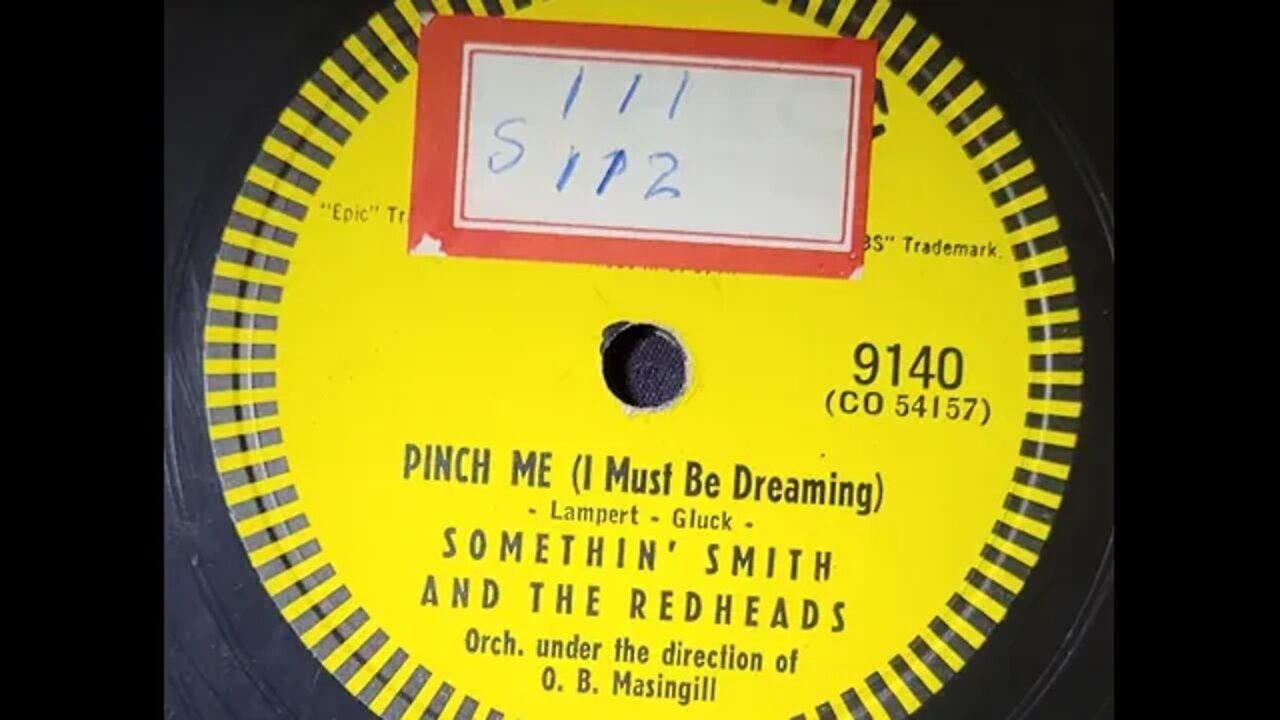 111
S 112
"Epic" Tr
BS" Trademark.
9140
(CO 54157)
PINCH ME (I Must Be Dreaming)
- Lampert - Gluck -
SOMETHIN' SMITH
AND THE REDHEADS
Orch. under the direction of
O. B. Masingill